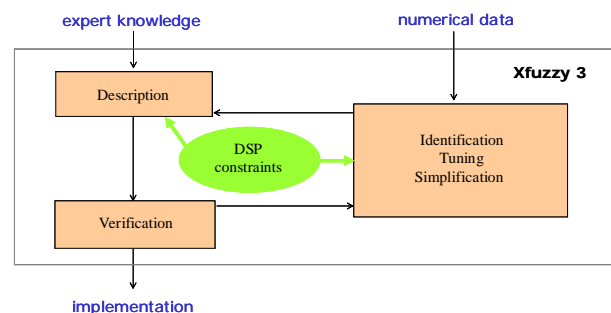 expert knowledge
numerical data
Xfuzzy 3
Description
Identification
Tuning
Simplification
DSP
constraints
Verification
implementation